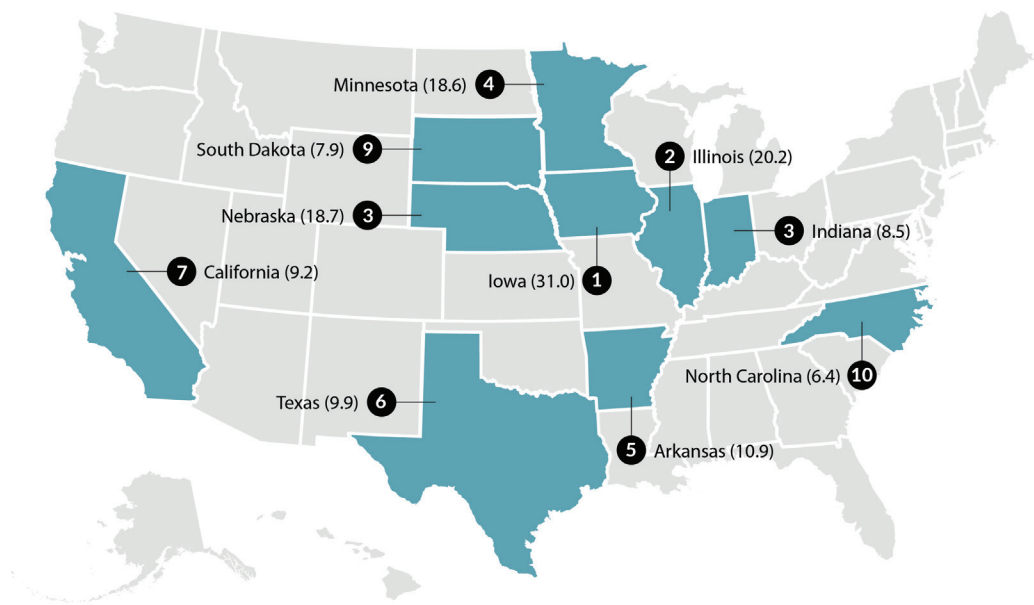 Minnesota (18.6) 4
2 Illinois (20.2)
South Dakota (7.9) 9
Nebraska (18.7) 3
3 Indiana (8.5)
7 California (9.2)
Iowa (31.0) 1
North Carolina (6.4) 10
Texas (9.9) 6
5 Arkansas (10.9)